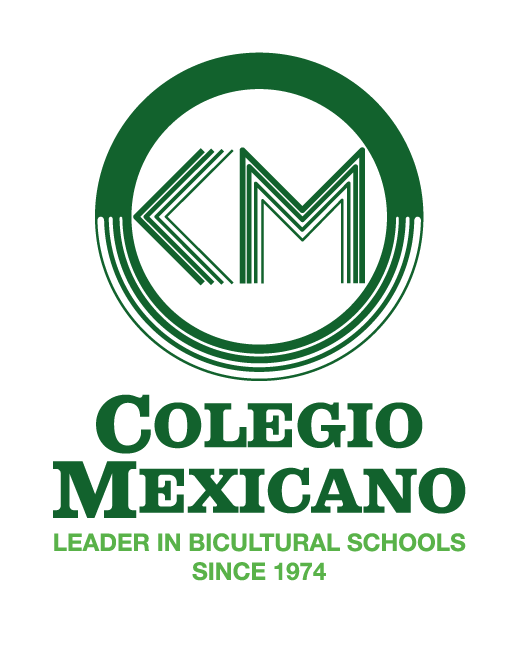 CM
COLEGIO
MEXICANO
LEADER IN BICULTURAL SCHOOLS
SINCE 1974